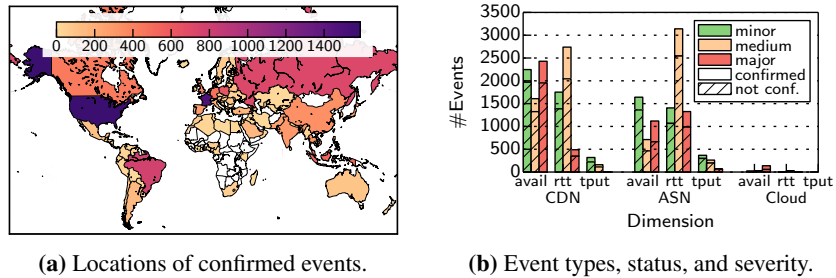 0 200 400 600 800 1000 1200 1400
(a) Locations of confirmed events.
3500
3000
2500
2000
1500
1000
500
0
#Events
minor
medium
major
confirmed
not conf.
avail rtt tput avail rtt tput avail rtt tput
CDN ASN Cloud
Dimension
(b) Event types, status, and severity.